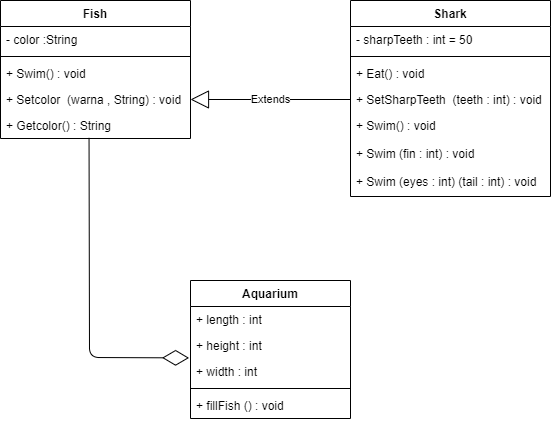 Fish
- color :String
+ Swim() : void
+ Setcolor (warna , String) : void
+ Getcolor() : String
Extends
Shark
- sharpTeeth : int = 50
+ Eat() : void
+ SetSharpTeeth (teeth : int) : void
+ Swim() : void
+ Swim (fin : int) : void
+ Swim (eyes : int) (tail : int) : void
Aquarium
+ length : int
+ height : int
+ width : int
+ fillFish () : void